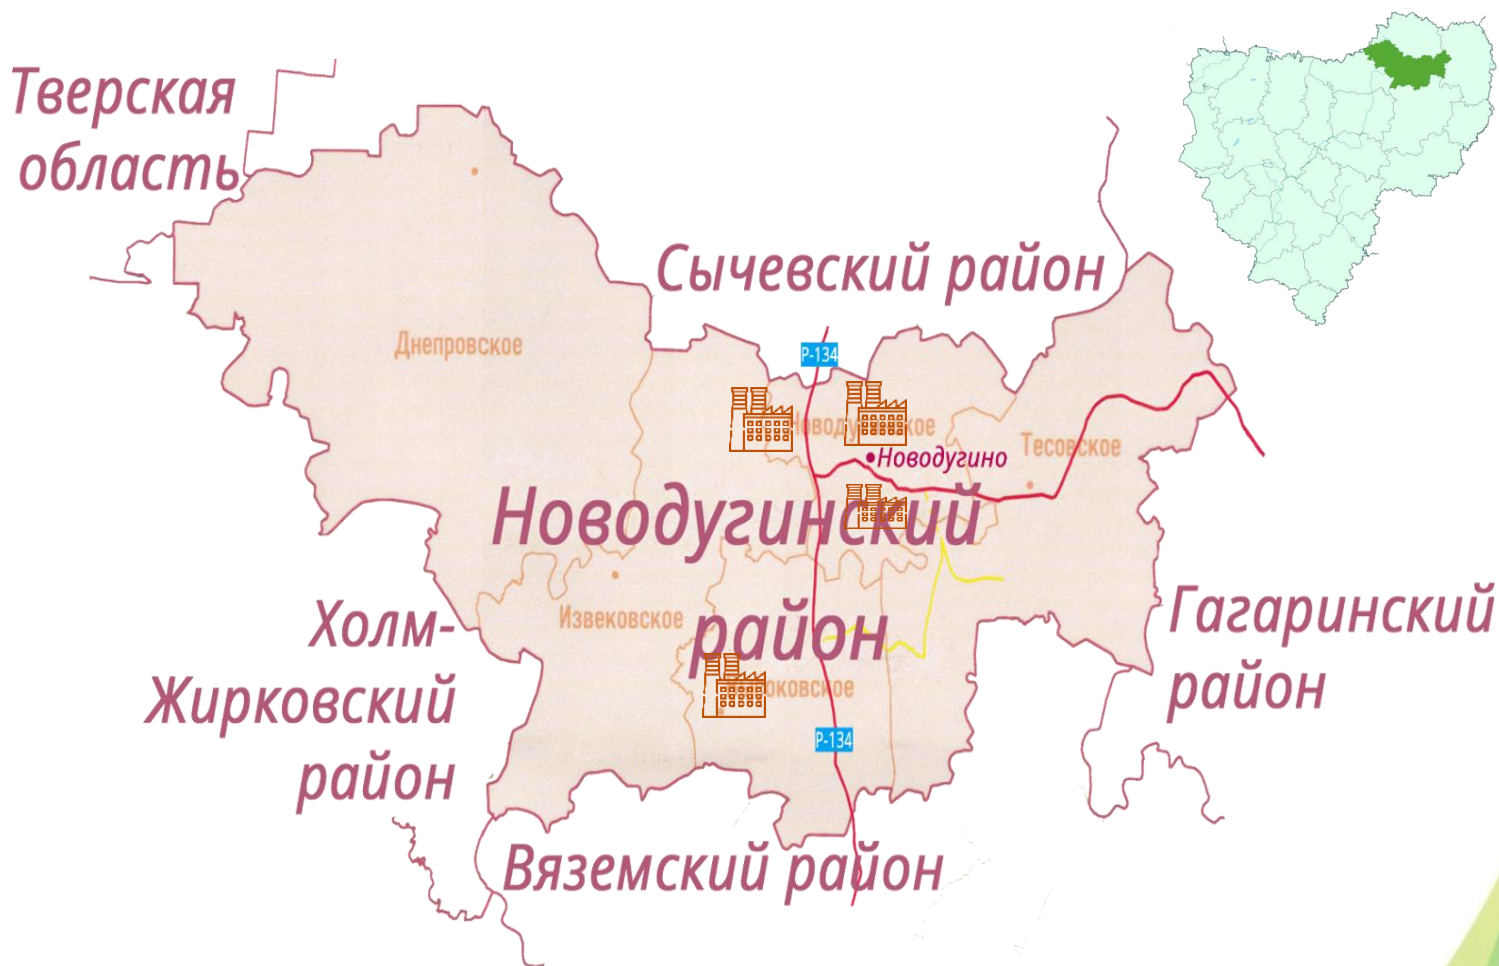 Тверская
область
Сычевский район
Р-134
Днепровское
Тесовское
Новодугино
Новодугинский
район
Извековское
Холм-
Жирковский
район
Гагаринский
район
Р-134
Вяземский район